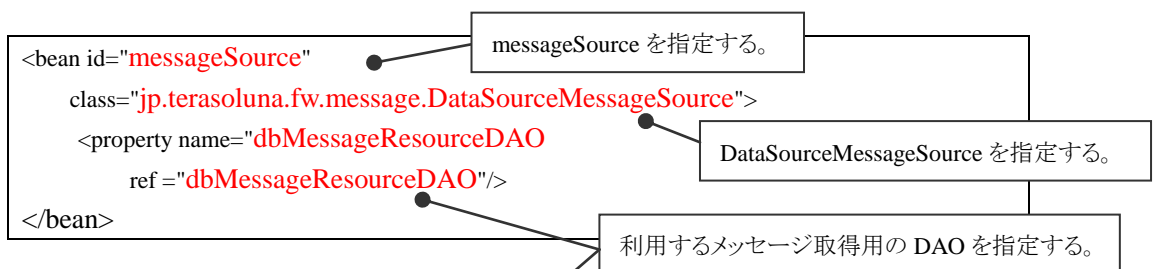 <bean id="messageSource"
messageSource を指定する。
class="jp.terasoluna.fw.message.DataSourceMessageSource">
<property name="dbMessageResourceDAO
DataSourceMessageSource を指定する。
ref ="dbMessageResourceDAO"/>
</bean>
利用するメッセージ取得用の DAO を指定する。